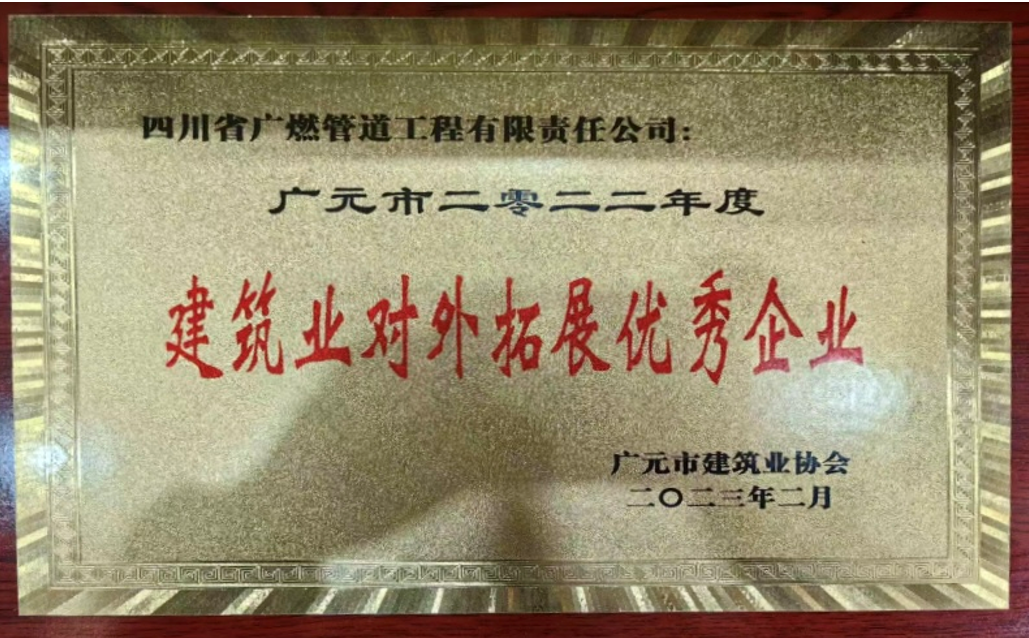 四川省广燃管道工程有限责任公司:
广元市二零二二年度
建筑业对外拓展优秀企业
广元市建筑业协会
二〇二三年二月